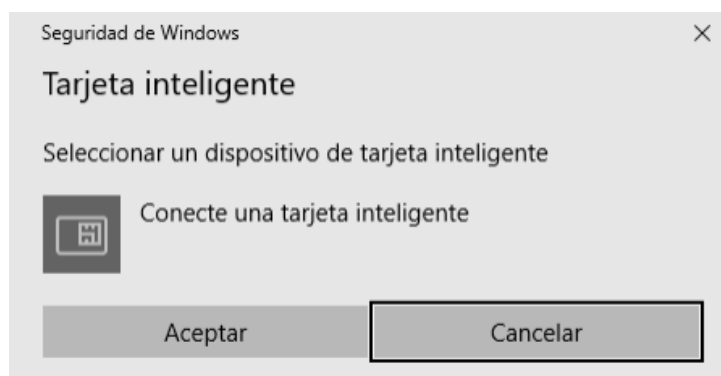 Seguridad de Windows
Tarjeta inteligente
Seleccionar un dispositivo de tarjeta inteligente
Conecte una tarjeta inteligente
Aceptar
Cancelar